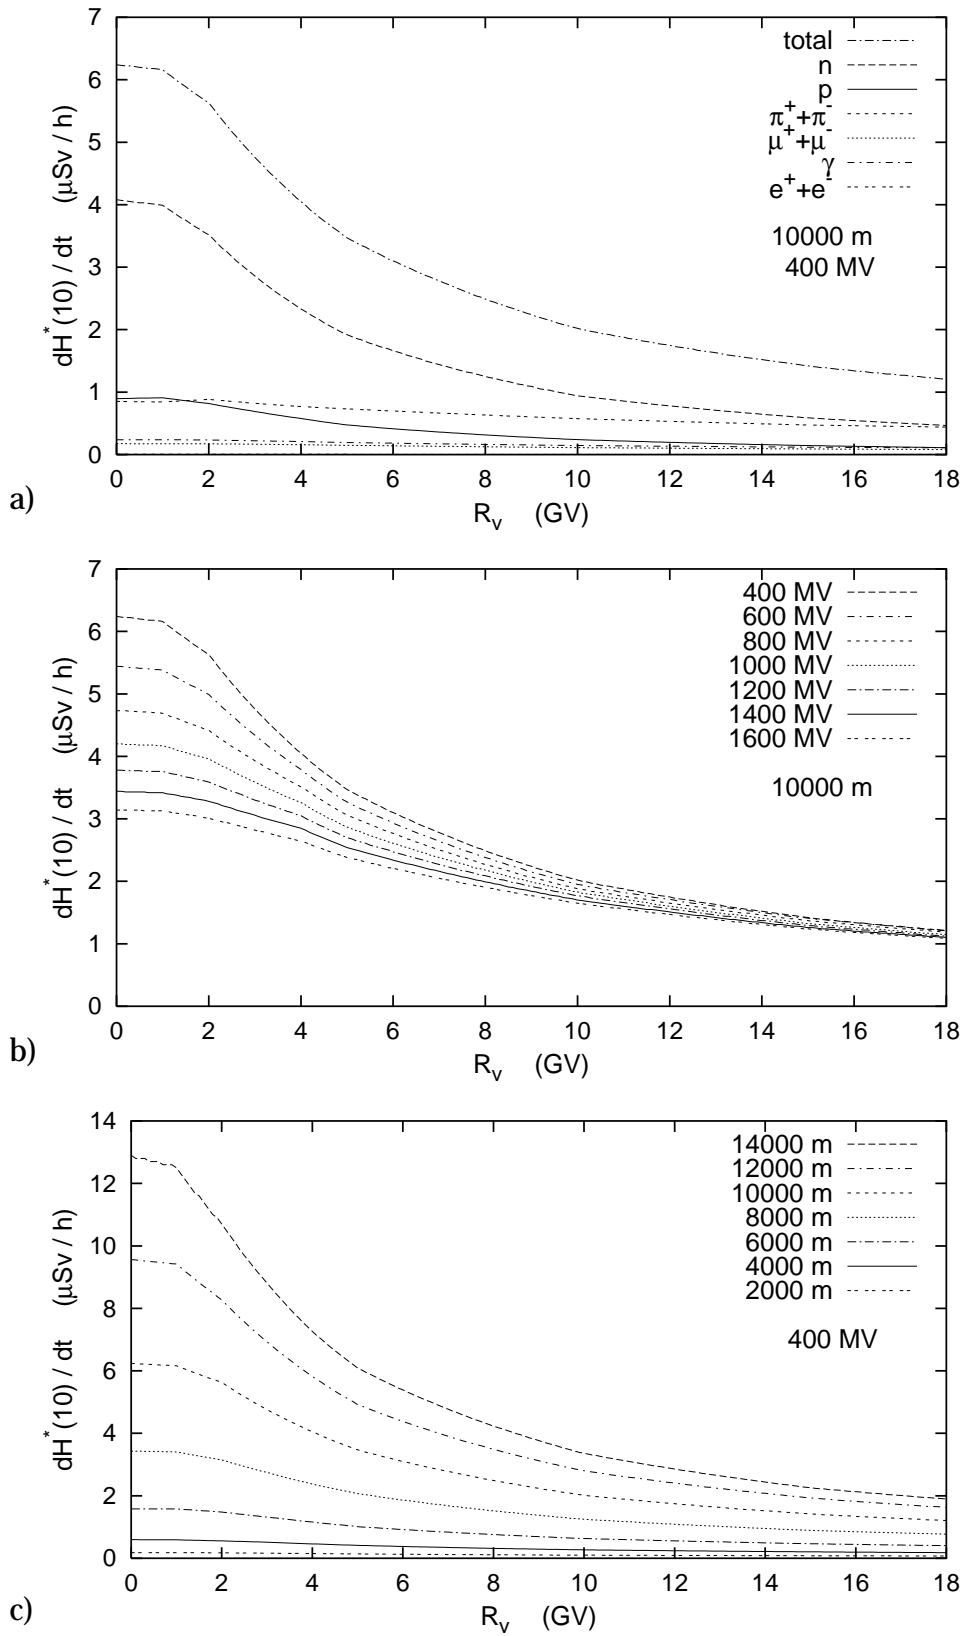 7
6
5
4
3
2
1
0
dH*(10) / dt (μSv / h)
total
n
p
π⁺+π⁻
μ⁺+μ⁻
γ
e⁺+e⁻
10000 m
400 MV
0 2 4 6 8 10 12 14 16 18
R_v (GV)
a)
7
6
5
4
3
2
1
0
dH*(10) / dt (μSv / h)
400 MV
600 MV
800 MV
1000 MV
1200 MV
1400 MV
1600 MV
10000 m
0 2 4 6 8 10 12 14 16 18
R_v (GV)
b)
14
12
10
8
6
4
2
0
dH*(10) / dt (μSv / h)
14000 m
12000 m
10000 m
8000 m
6000 m
4000 m
2000 m
400 MV
0 2 4 6 8 10 12 14 16 18
R_v (GV)
c)